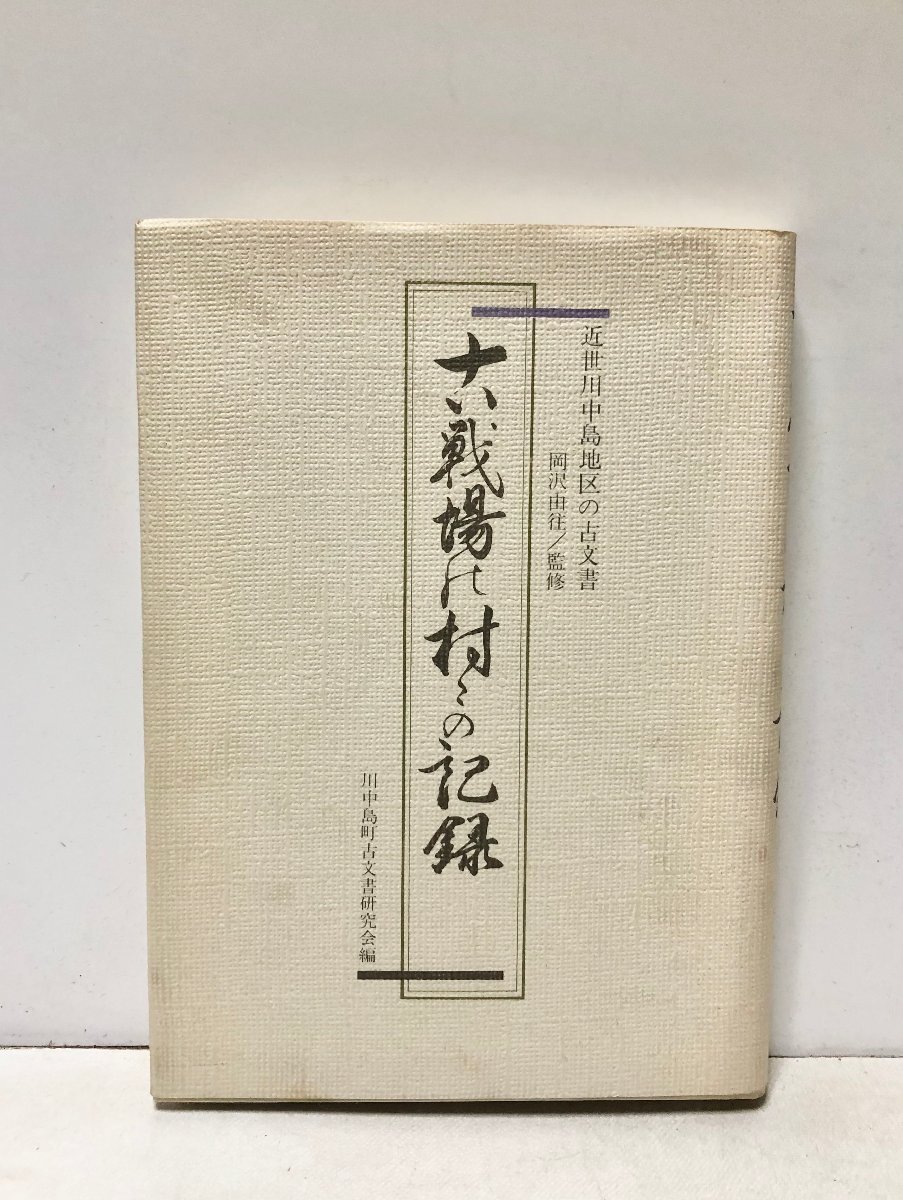 近世川中島地区の古文書
岡沢由往／監修
古戦場の村々の記録
川中島町古文書研究会編